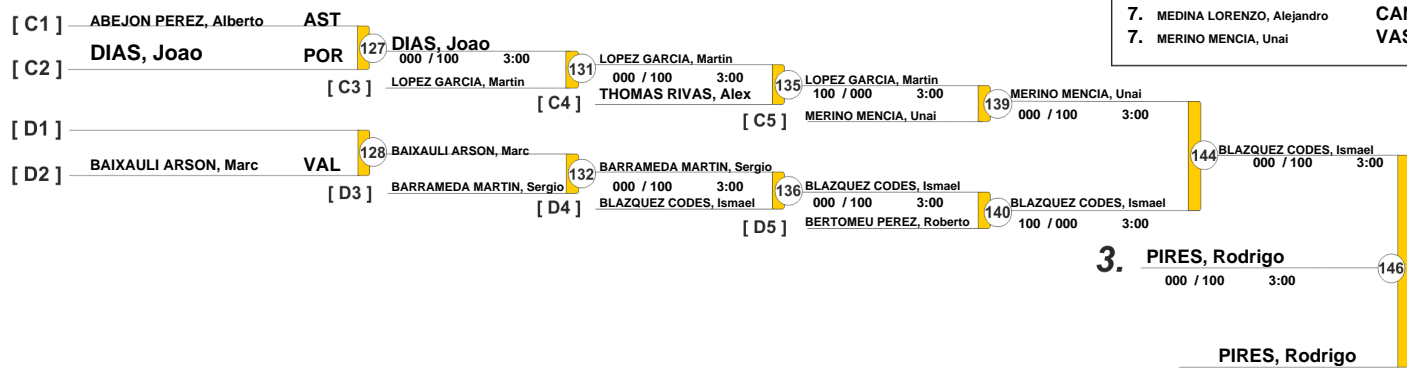 7. MEDINA LORENZO, Alejandro
7. MERINO MENCIA, Unai
[ C1 ] ABEJON PEREZ, Alberto AST
[ C2 ] DIAS, Joao POR
127 DIAS, Joao
000 / 100 3:00
[ C3 ] LOPEZ GARCIA, Martin
131 LOPEZ GARCIA, Martin
000 / 100 3:00
[ C4 ] THOMAS RIVAS, Alex
135 LOPEZ GARCIA, Martin
100 / 000 3:00
[ C5 ] MERINO MENCIA, Unai
139 MERINO MENCIA, Unai
000 / 100 3:00
[ D1 ]
[ D2 ] BAIXAULI ARSON, Marc VAL
128 BAIXAULI ARSON, Marc
[ D3 ] BARRAMEDA MARTIN, Sergio
132 BARRAMEDA MARTIN, Sergio
000 / 100 3:00
[ D4 ] BLAZQUEZ CODES, Ismael
136 BLAZQUEZ CODES, Ismael
000 / 100 3:00
[ D5 ] BERTOMEU PEREZ, Roberto
140 BLAZQUEZ CODES, Ismael
100 / 000 3:00
144 BLAZQUEZ CODES, Ismael
000 / 100 3:00
3. PIRES, Rodrigo
000 / 100 3:00
146
PIRES, Rodrigo